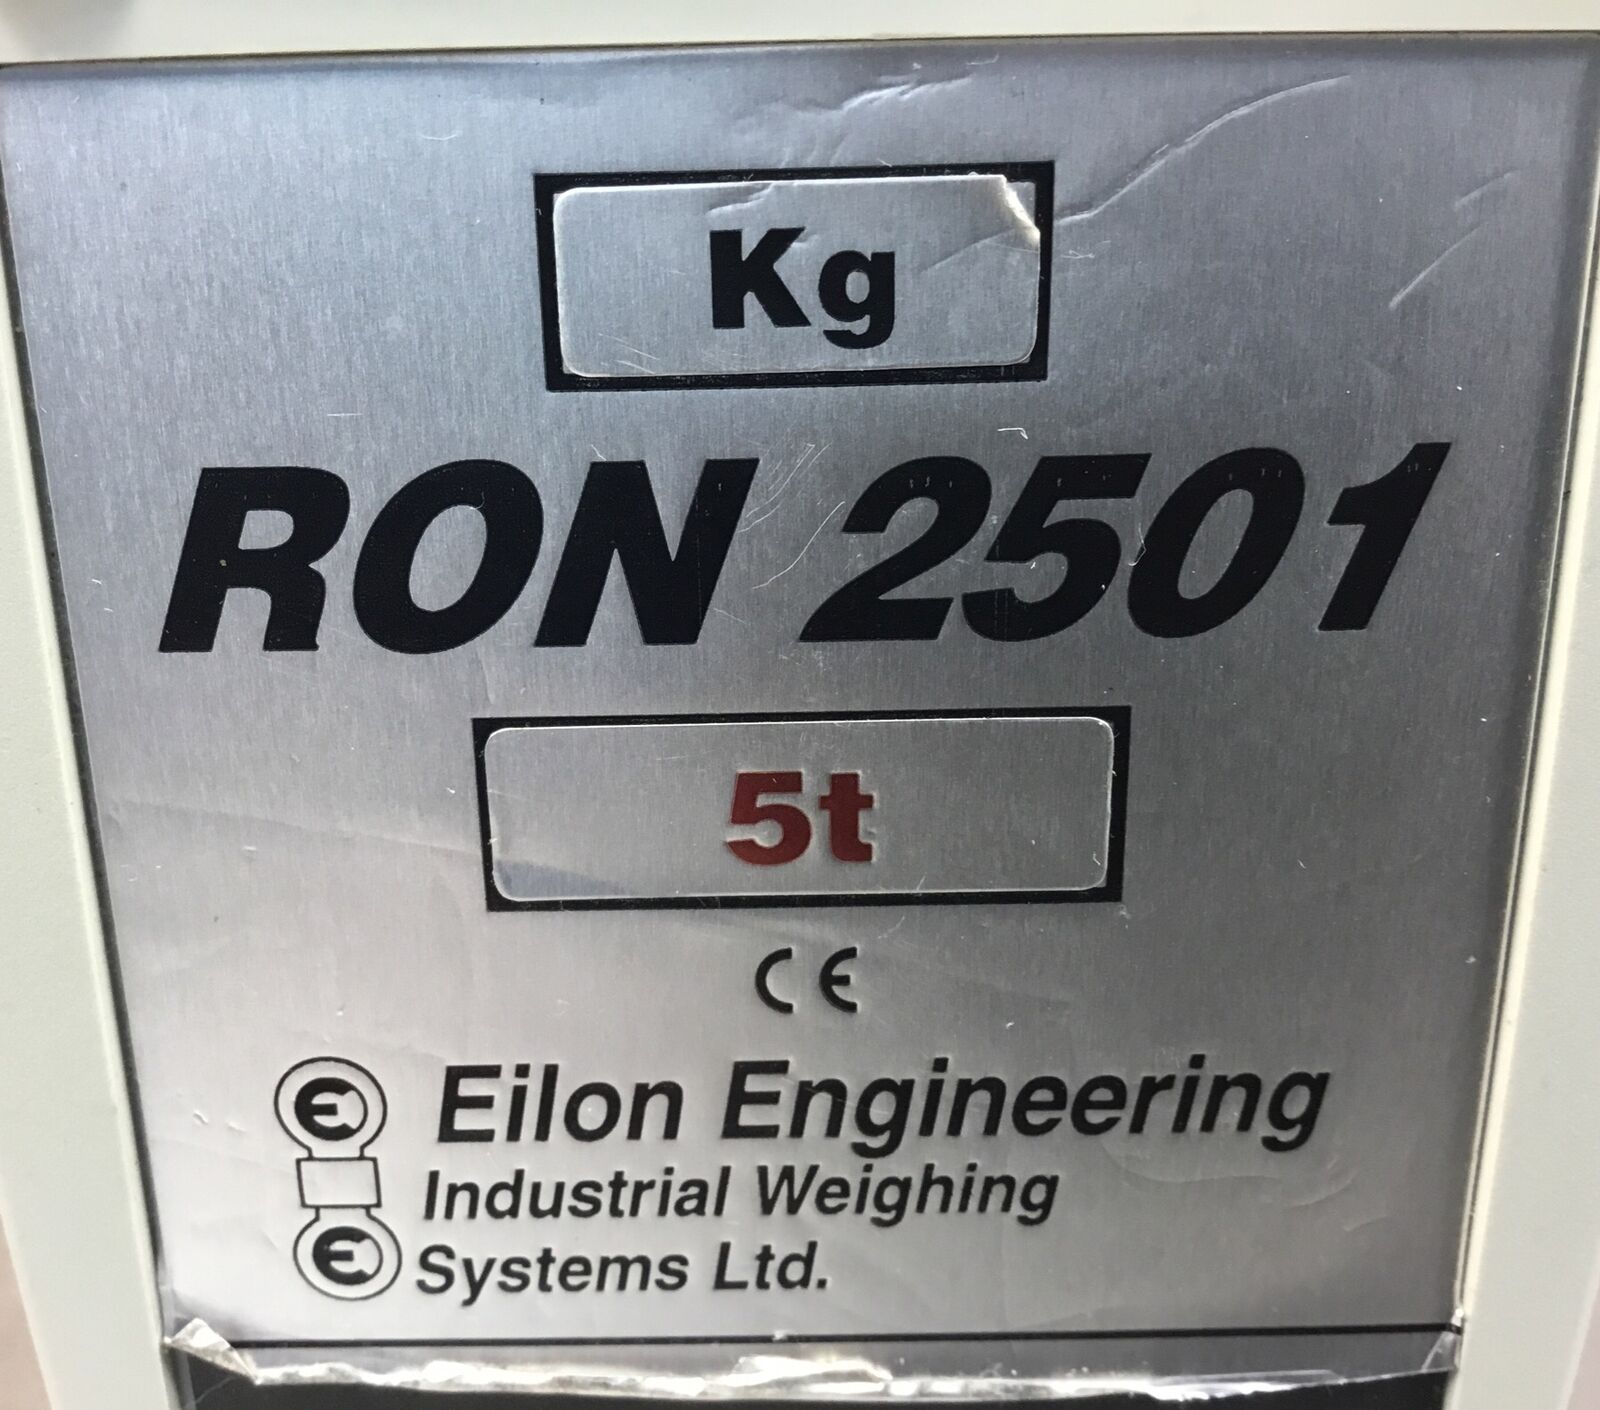 Kg
RON 2501
5t
CE
Eilon Engineering
Industrial Weighing
Systems Ltd.
E
E